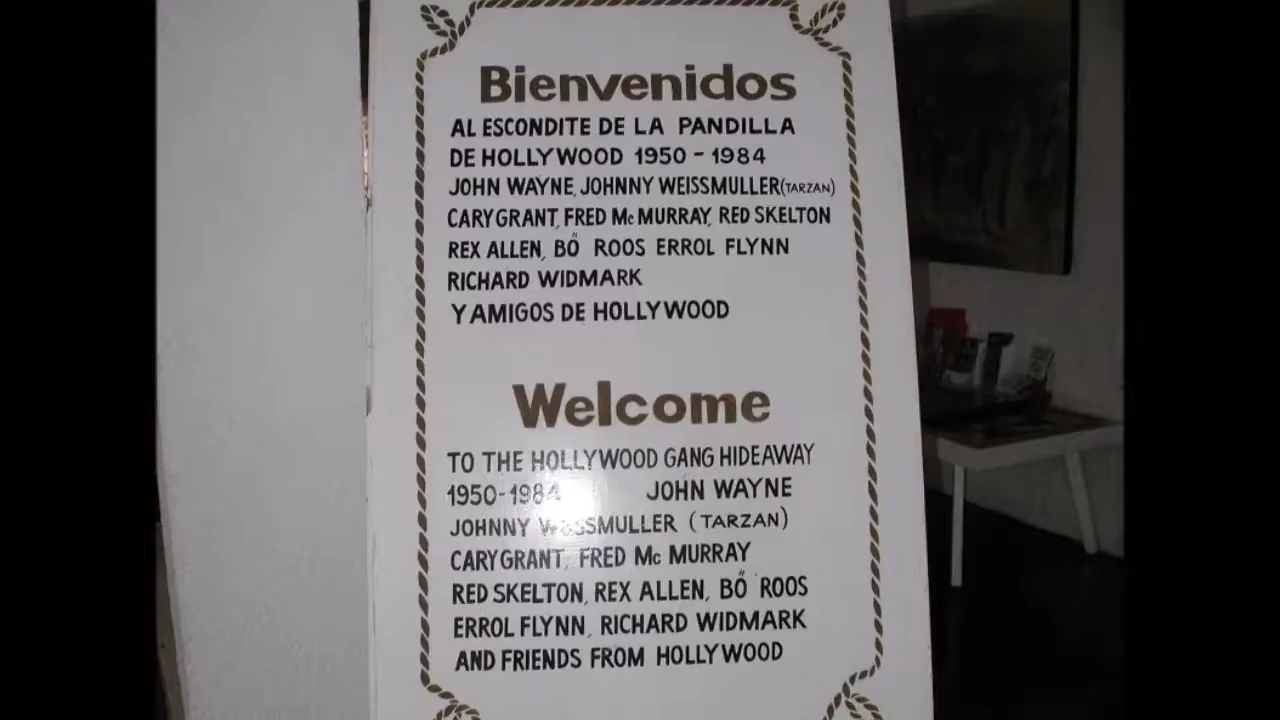 Bienvenidos
AL ESCONDITE DE LA PANDILLA
DE HOLLYWOOD 1950 - 1984
JOHN WAYNE, JOHNNY WEISSMULLER (TARZAN)
CARY GRANT, FRED Mc MURRAY, RED SKELTON
REX ALLEN, BŐ ROOS ERROL FLYNN
RICHARD WIDMARK
Y AMIGOS DE HOLLYWOOD
Welcome
TO THE HOLLYWOOD GANG HIDEAWAY
1950-1984 JOHN WAYNE
JOHNNY WEISSMULLER (TARZAN)
CARY GRANT, FRED Mc MURRAY
RED SKELTON, REX ALLEN, BŐ ROOS
ERROL FLYNN, RICHARD WIDMARK
AND FRIENDS FROM HOLLYWOOD